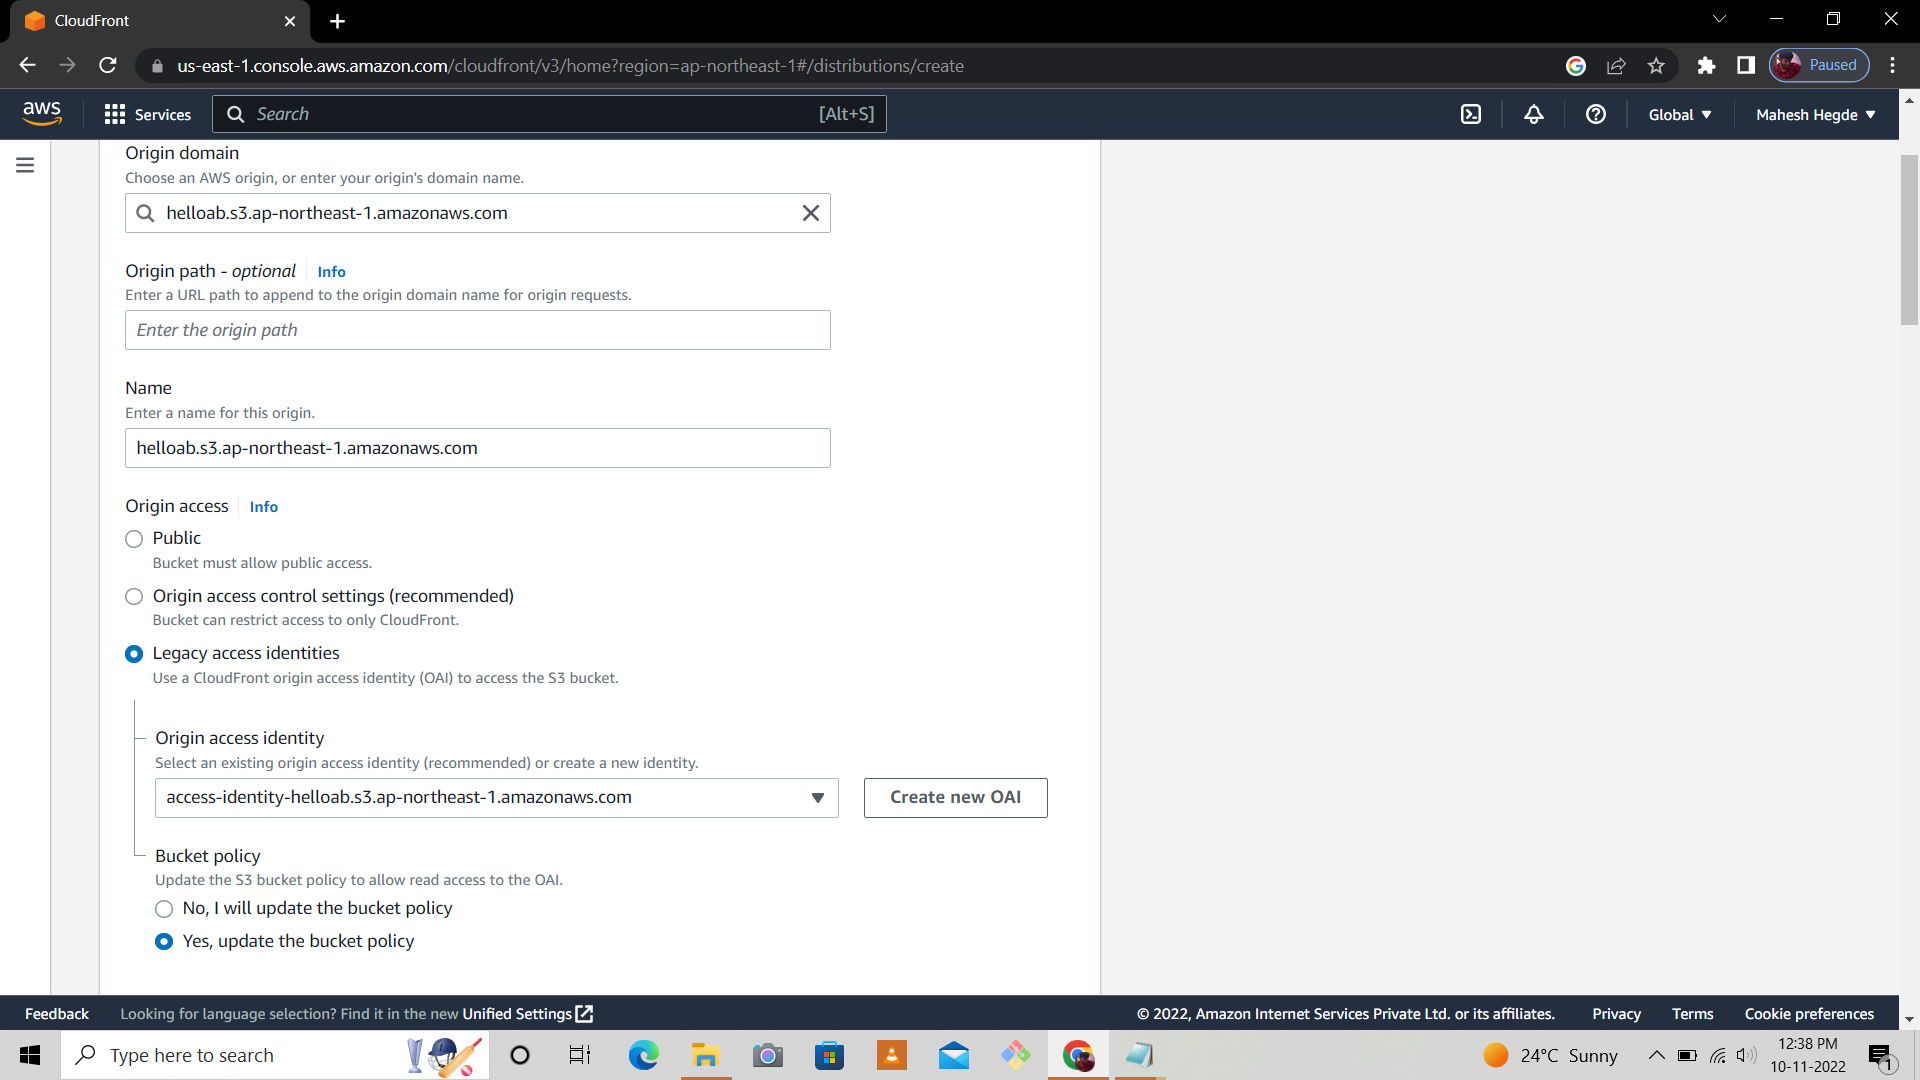 CloudFront
us-east-1.console.aws.amazon.com/cloudfront/v3/home?region=ap-northeast-1#/distributions/create
Paused
aws
Services
Search
[Alt+S]
Global
Mahesh Hegde
Origin domain
Choose an AWS origin, or enter your origin's domain name.
helloab.s3.ap-northeast-1.amazonaws.com
Origin path - optional
Info
Enter a URL path to append to the origin domain name for origin requests.
Enter the origin path
Name
Enter a name for this origin.
helloab.s3.ap-northeast-1.amazonaws.com
Origin access
Info
Public
Bucket must allow public access.
Origin access control settings (recommended)
Bucket can restrict access to only CloudFront.
Legacy access identities
Use a CloudFront origin access identity (OAI) to access the S3 bucket.
Origin access identity
Select an existing origin access identity (recommended) or create a new identity.
access-identity-helloab.s3.ap-northeast-1.amazonaws.com
Create new OAI
Bucket policy
Update the S3 bucket policy to allow read access to the OAI.
No, I will update the bucket policy
Yes, update the bucket policy
Feedback
Looking for language selection? Find it in the new Unified Settings
© 2022, Amazon Internet Services Private Ltd. or its affiliates.
Privacy
Terms
Cookie preferences
Type here to search
24°C Sunny
12:38 PM
10-11-2022
1